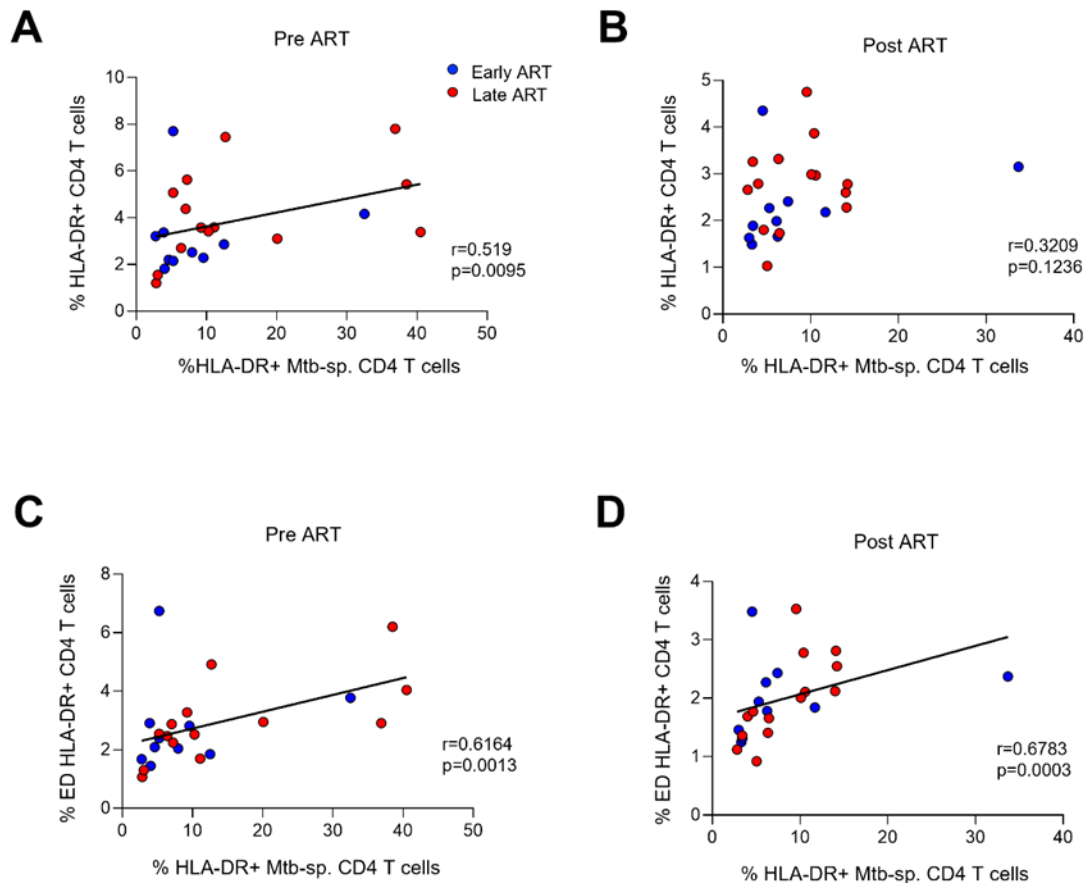 A
Pre ART
Early ART
Late ART
% HLA-DR+ CD4 T cells
10
8
6
4
2
0
0 10 20 30 40 50
r=0.519
p=0.0095
%HLA-DR+ Mtb-sp. CD4 T cells
B
Post ART
% HLA-DR+ CD4 T cells
5
4
3
2
1
0
0 10 20 30 40
r=0.3209
p=0.1236
% HLA-DR+ Mtb-sp. CD4 T cells
C
Pre ART
% ED HLA-DR+ CD4 T cells
8
6
4
2
0
0 10 20 30 40 50
r=0.6164
p=0.0013
% HLA-DR+ Mtb-sp. CD4 T cells
D
Post ART
% ED HLA-DR+ CD4 T cells
4
3
2
1
0
0 10 20 30 40
r=0.6783
p=0.0003
% HLA-DR+ Mtb-sp. CD4 T cells